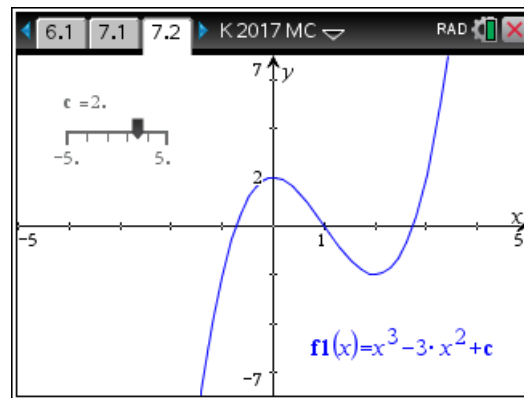 6.1 7.1 7.2 K 2017 MC RAD
7 y
c =2.
-5. 5.
2
x
-5 1 5
f1(x)=x³-3·x²+c
-7